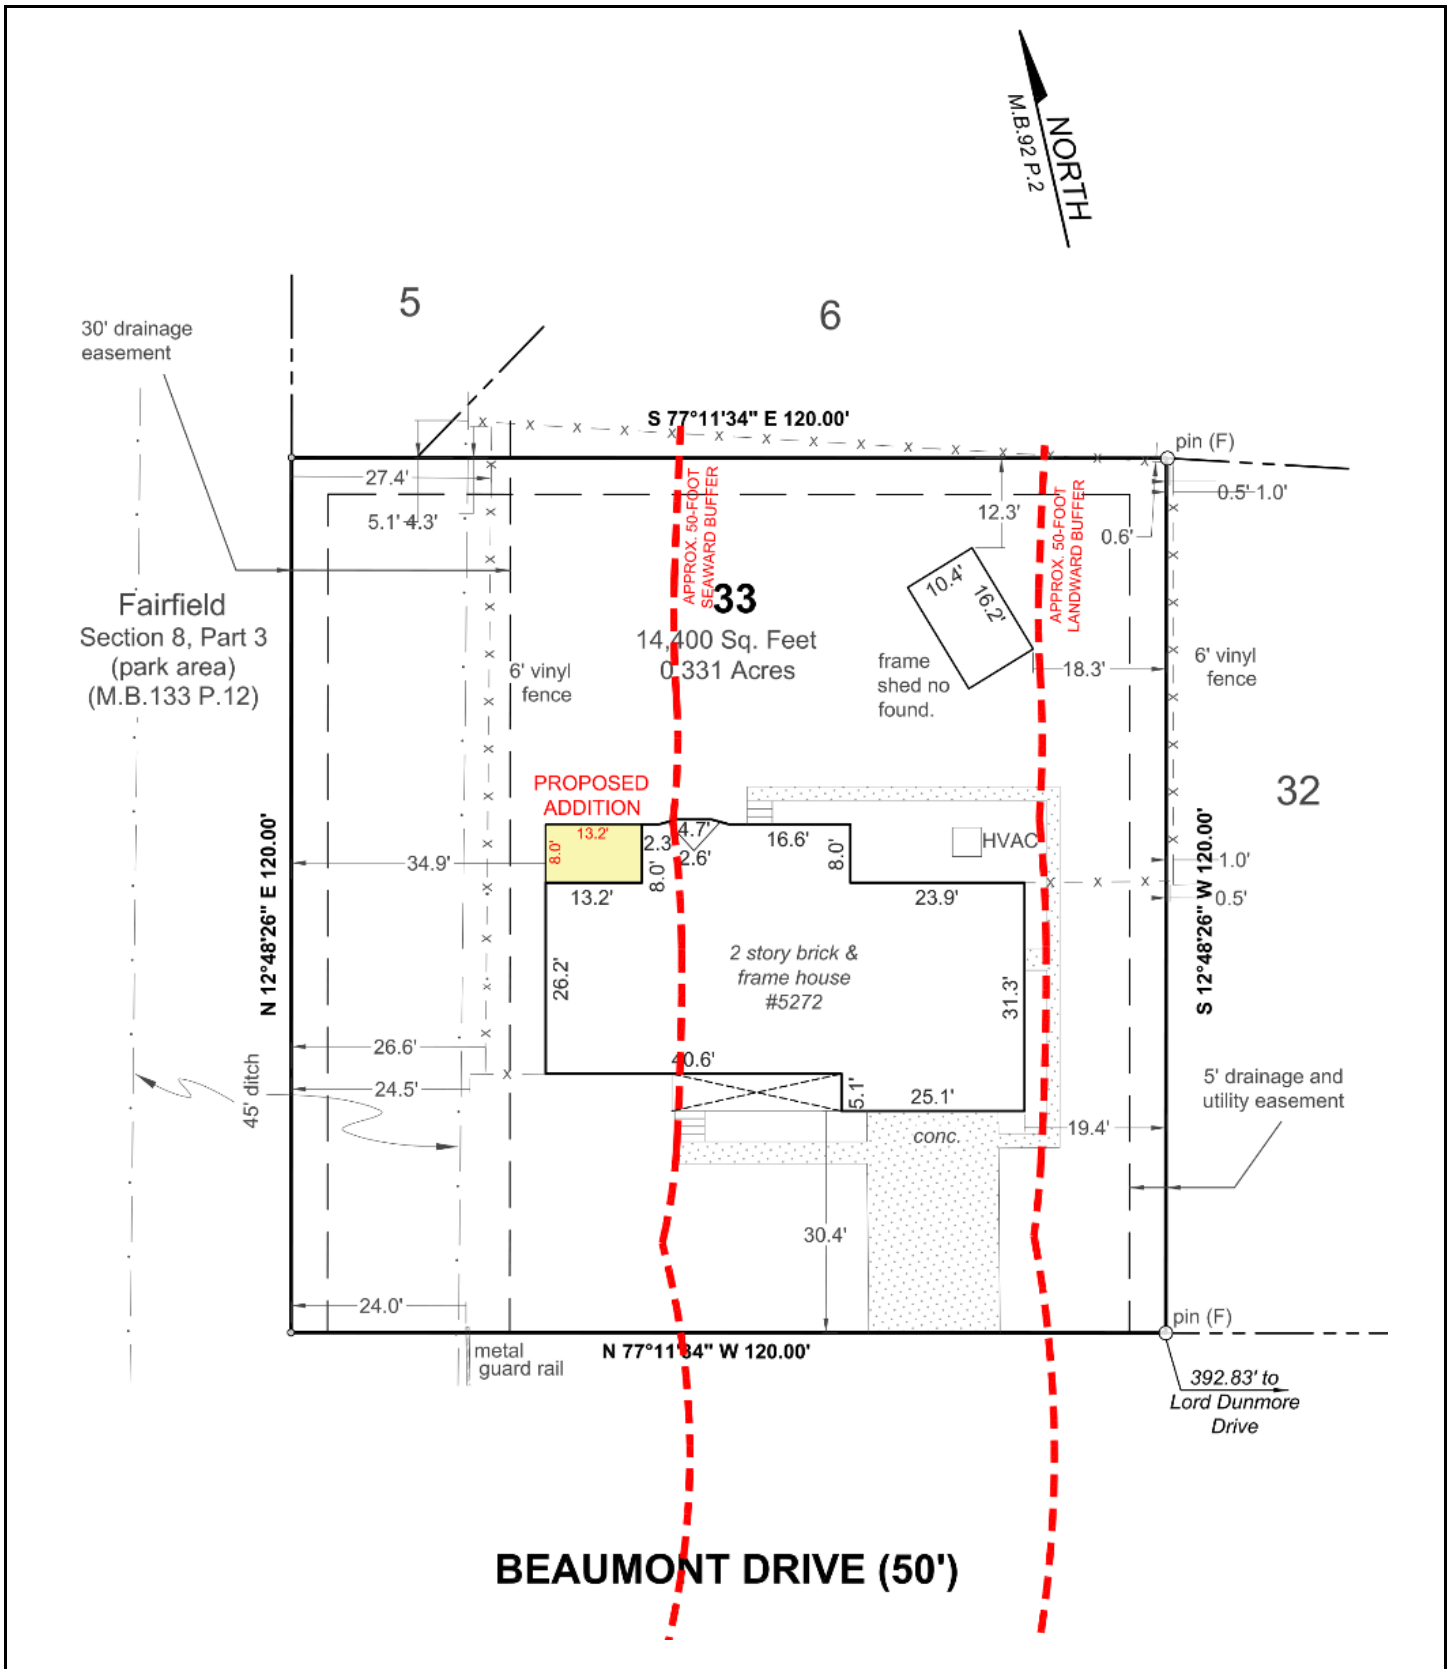 NORTH
M.B.92 P.2
5
6
30' drainage
easement
S 77°11'34" E 120.00'
pin (F)
27.4'
5.1'
4.3'
APPROX. 50-FOOT
SEAWARD BUFFER
12.3'
APPROX. 50-FOOT
LANDWARD BUFFER
0.5'
1.0'
0.6'
Fairfield
Section 8, Part 3
(park area)
(M.B.133 P.12)
33
14,400 Sq. Feet
0.331 Acres
10.4'
16.2'
6' vinyl
fence
frame
shed no
found.
18.3'
6' vinyl
fence
32
PROPOSED
ADDITION
13.2'
8.0'
2.3'
4.7'
2.6'
16.6'
8.0'
8.0'
HVAC
34.9'
13.2'
23.9'
1.0'
0.5'
N 12°48'26" E 120.00'
S 12°48'26" W 120.00'
26.2'
2 story brick &
frame house
#5272
31.3'
26.6'
24.5'
45' ditch
40.6'
5.1'
25.1'
conc.
19.4'
5' drainage and
utility easement
30.4'
24.0'
metal
guard rail
N 77°11'34" W 120.00'
pin (F)
392.83' to
Lord Dunmore
Drive
BEAUMONT DRIVE (50')